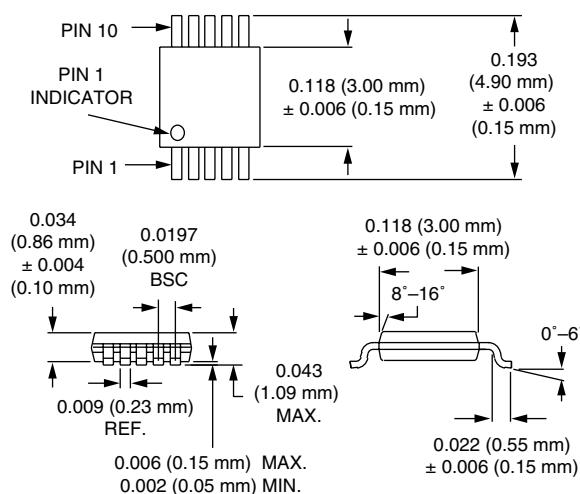 PIN 10
PIN 1
INDICATOR
PIN 1
0.118 (3.00 mm)
± 0.006 (0.15 mm)
0.193
(4.90 mm)
± 0.006
(0.15 mm)
0.034
(0.86 mm)
± 0.004
(0.10 mm)
0.0197
(0.500 mm)
BSC
0.118 (3.00 mm)
± 0.006 (0.15 mm)
8˚–16˚
0˚–6
0.043
(1.09 mm)
MAX.
0.009 (0.23 mm)
REF.
0.006 (0.15 mm) MAX.
0.002 (0.05 mm) MIN.
0.022 (0.55 mm)
± 0.006 (0.15 mm)